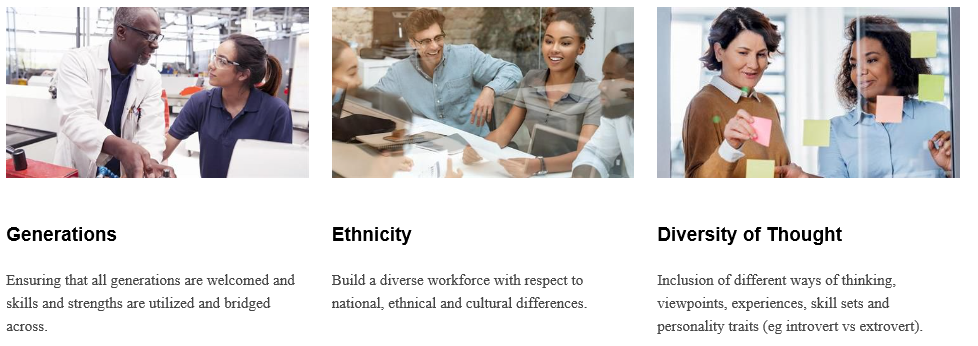 Generations
Ensuring that all generations are welcomed and
skills and strengths are utilized and bridged
across.
Ethnicity
Build a diverse workforce with respect to
national, ethnical and cultural differences.
Diversity of Thought
Inclusion of different ways of thinking,
viewpoints, experiences, skill sets and
personality traits (eg introvert vs extrovert).